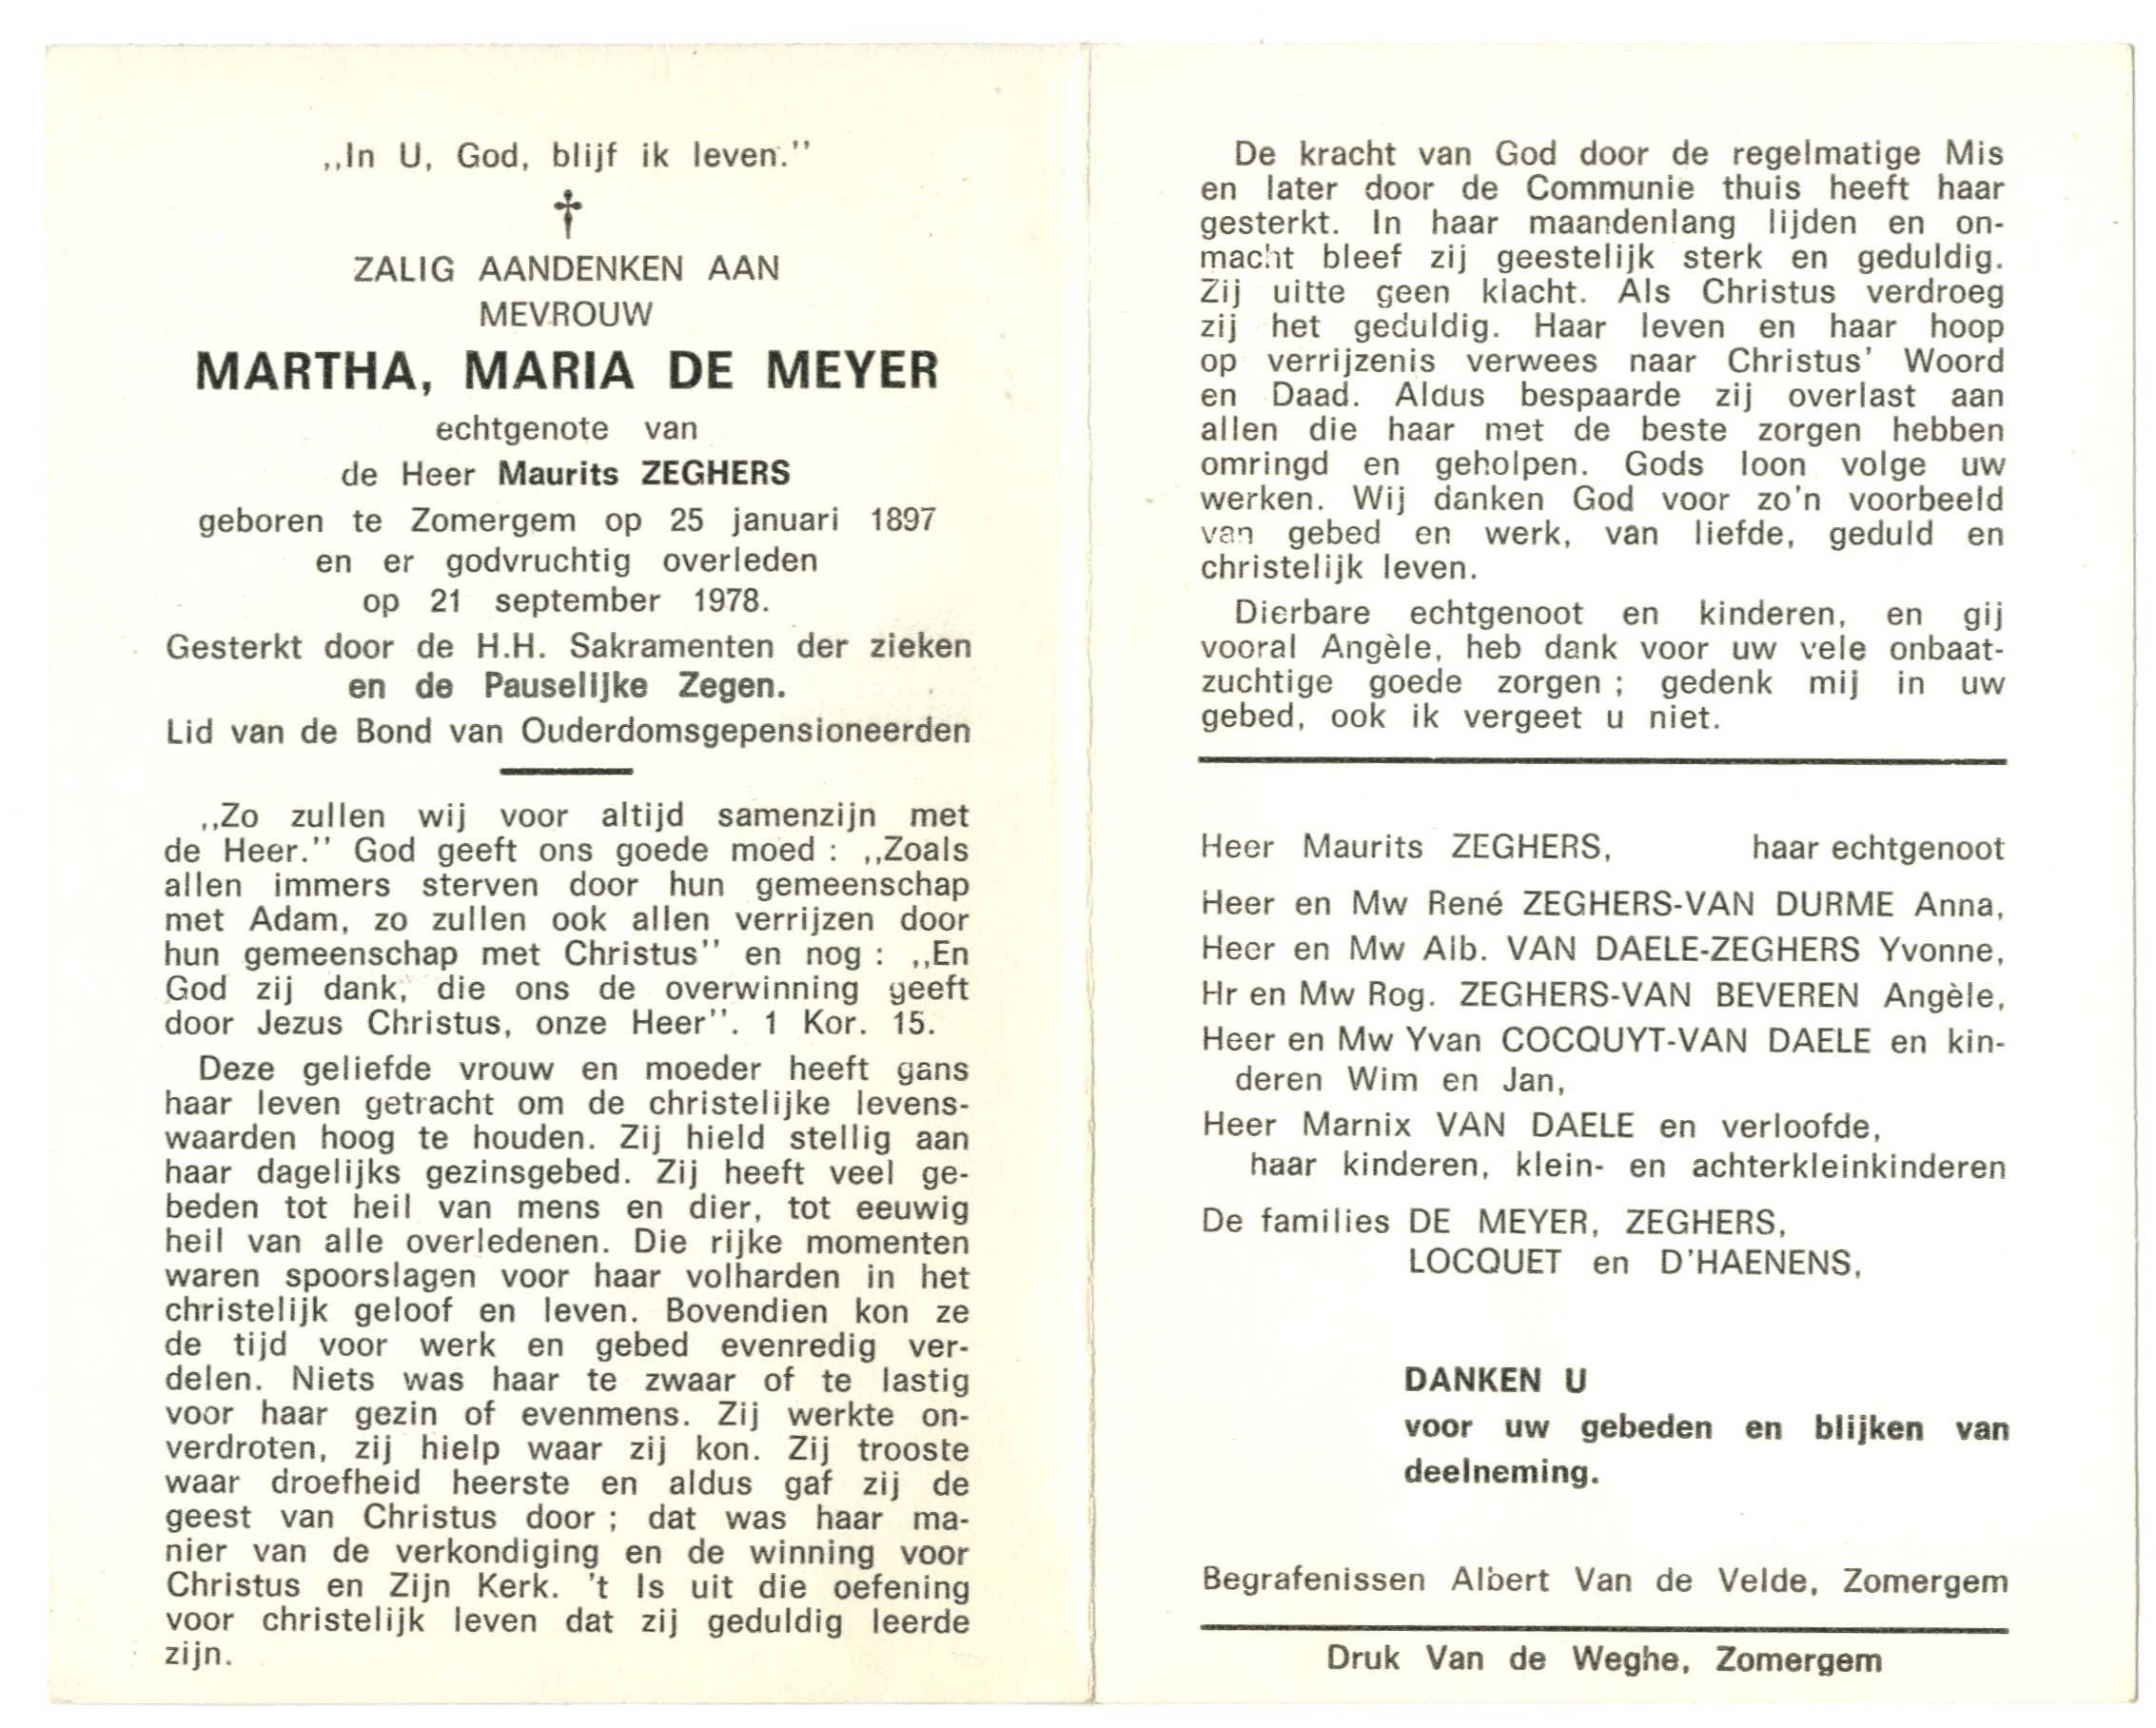 ,,In U, God, blijf ik leven."
†
ZALIG AANDENKEN AAN
MEVROUW
MARTHA, MARIA DE MEYER
echtgenote van
de Heer Maurits ZEGHERS
geboren te Zomergem op 25 januari 1897
en er godvruchtig overleden
op 21 september 1978.
Gesterkt door de H.H. Sakramenten der zieken
en de Pauselijke Zegen.
Lid van de Bond van Ouderdomsgepensioneerden
,,Zo zullen wij voor altijd samenzijn met
de Heer." God geeft ons goede moed : ,,Zoals
allen immers sterven door hun gemeenschap
met Adam, zo zullen ook allen verrijzen door
hun gemeenschap met Christus" en nog : ,,En
God zij dank, die ons de overwinning geeft
door Jezus Christus, onze Heer". 1 Kor. 15.
Deze geliefde vrouw en moeder heeft gans
haar leven getracht om de christelijke levens-
waarden hoog te houden. Zij hield stellig aan
haar dagelijks gezinsgebed. Zij heeft veel ge-
beden tot heil van mens en dier, tot eeuwig
heil van alle overledenen. Die rijke momenten
waren spoorslagen voor haar volharden in het
christelijk geloof en leven. Bovendien kon ze
de tijd voor werk en gebed evenredig ver-
delen. Niets was haar te zwaar of te lastig
voor haar gezin of evenmens. Zij werkte on-
verdroten, zij hielp waar zij kon. Zij trooste
waar droefheid heerste en aldus gaf zij de
geest van Christus door ; dat was haar ma-
nier van de verkondiging en de winning voor
Christus en Zijn Kerk. 't Is uit die oefening
voor christelijk leven dat zij geduldig leerde
zijn.
De kracht van God door de regelmatige Mis
en later door de Communie thuis heeft haar
gesterkt. In haar maandenlang lijden en on-
macht bleef zij geestelijk sterk en geduldig.
Zij uitte geen klacht. Als Christus verdroeg
zij het geduldig. Haar leven en haar hoop
op verrijzenis verwees naar Christus' Woord
en Daad. Aldus bespaarde zij overlast aan
allen die haar met de beste zorgen hebben
omringd en geholpen. Gods loon volge uw
werken. Wij danken God voor zo'n voorbeeld
van gebed en werk, van liefde, geduld en
christelijk leven.
Dierbare echtgenoot en kinderen, en gij
vooral Angèle, heb dank voor uw vele onbaat-
zuchtige goede zorgen ; gedenk mij in uw
gebed, ook ik vergeet u niet.
Heer Maurits ZEGHERS, haar echtgenoot
Heer en Mw René ZEGHERS-VAN DURME Anna,
Heer en Mw Alb. VAN DAELE-ZEGHERS Yvonne,
Hr en Mw Rog. ZEGHERS-VAN BEVEREN Angèle,
Heer en Mw Yvan COCQUYT-VAN DAELE en kin-
deren Wim en Jan,
Heer Marnix VAN DAELE en verloofde,
haar kinderen, klein- en achterkleinkinderen
De families DE MEYER, ZEGHERS,
LOCQUET en D'HAENENS,
DANKEN U
voor uw gebeden en blijken van
deelneming.
Begrafenissen Albert Van de Velde, Zomergem
Druk Van de Weghe, Zomergem